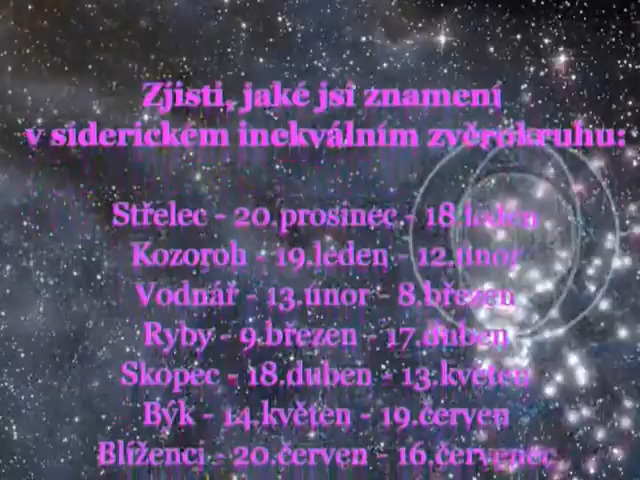 Zjisti, jaké jsi znamení
v siderickém inekválním zvěrokruhu:
Střelec - 20.prosinec - 18.leden
Kozoroh - 19.leden - 12.únor
Vodnář - 13.únor - 8.březen
Ryby - 9.březen - 17.duben
Skopec - 18.duben - 13.květen
Býk - 14.květen - 19.červen
Blíženci - 20.červen - 16.červenec